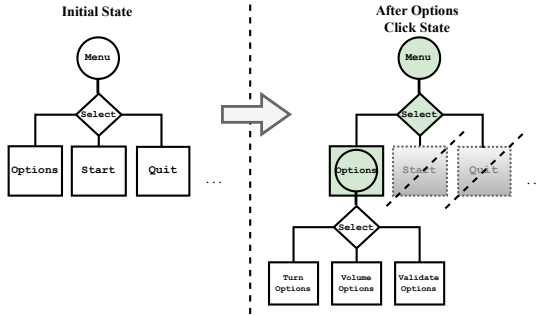 Initial State
Menu
Select
Options
Start
Quit
...
After Options
Click State
Menu
Select
Options
Start
Quit
..
Select
Turn
Options
Volume
Options
Validate
Options